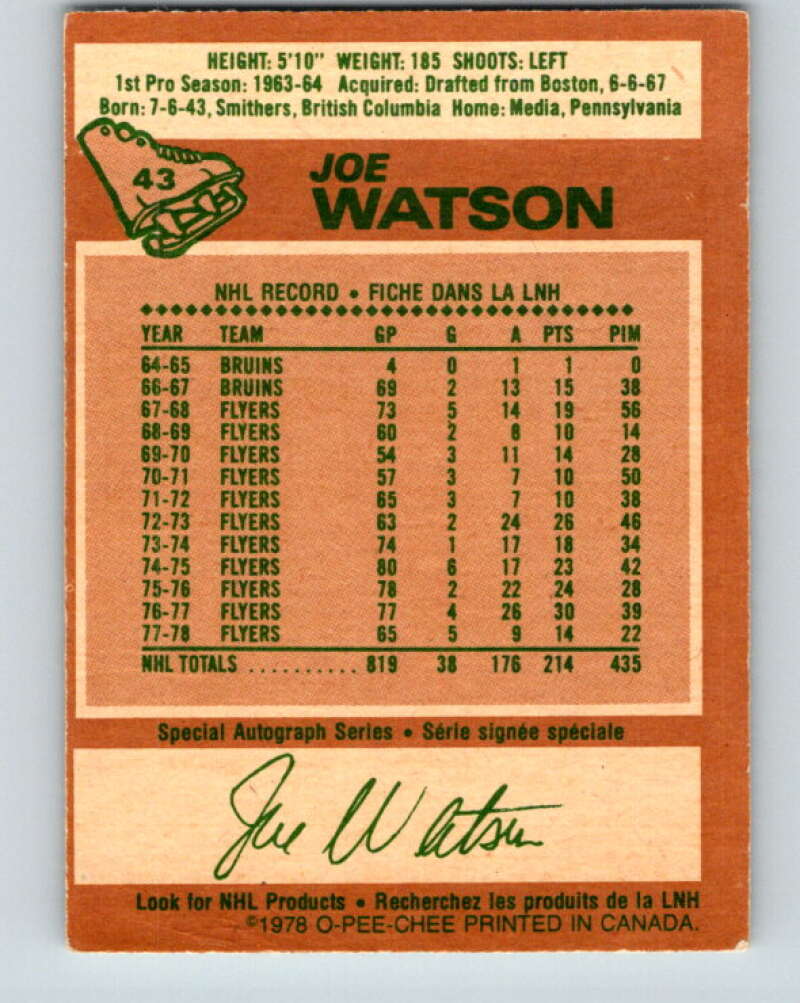 HEIGHT: 5'10" WEIGHT: 185 SHOOTS: LEFT
1st Pro Season: 1963-64 Acquired: Drafted from Boston, 6-6-67
Born: 7-6-43, Smithers, British Columbia Home: Media, Pennsylvania
43
JOE
WATSON
NHL RECORD • FICHE DANS LA LNH
YEAR TEAM GP G A PTS PIM
64-65 BRUINS 4 0 1 1 0
66-67 BRUINS 69 2 13 15 38
67-68 FLYERS 73 5 14 19 56
68-69 FLYERS 60 2 8 10 14
69-70 FLYERS 54 3 11 14 28
70-71 FLYERS 57 3 7 10 50
71-72 FLYERS 65 3 7 10 38
72-73 FLYERS 63 2 24 26 46
73-74 FLYERS 74 1 17 18 34
74-75 FLYERS 80 6 17 23 42
75-76 FLYERS 78 2 22 24 28
76-77 FLYERS 77 4 26 30 39
77-78 FLYERS 65 5 9 14 22
NHL TOTALS .......... 819 38 176 214 435
Special Autograph Series • Série signée spéciale
Joe Watson
Look for NHL Products • Recherchez les produits de la LNH
©1978 O-PEE-CHEE PRINTED IN CANADA.